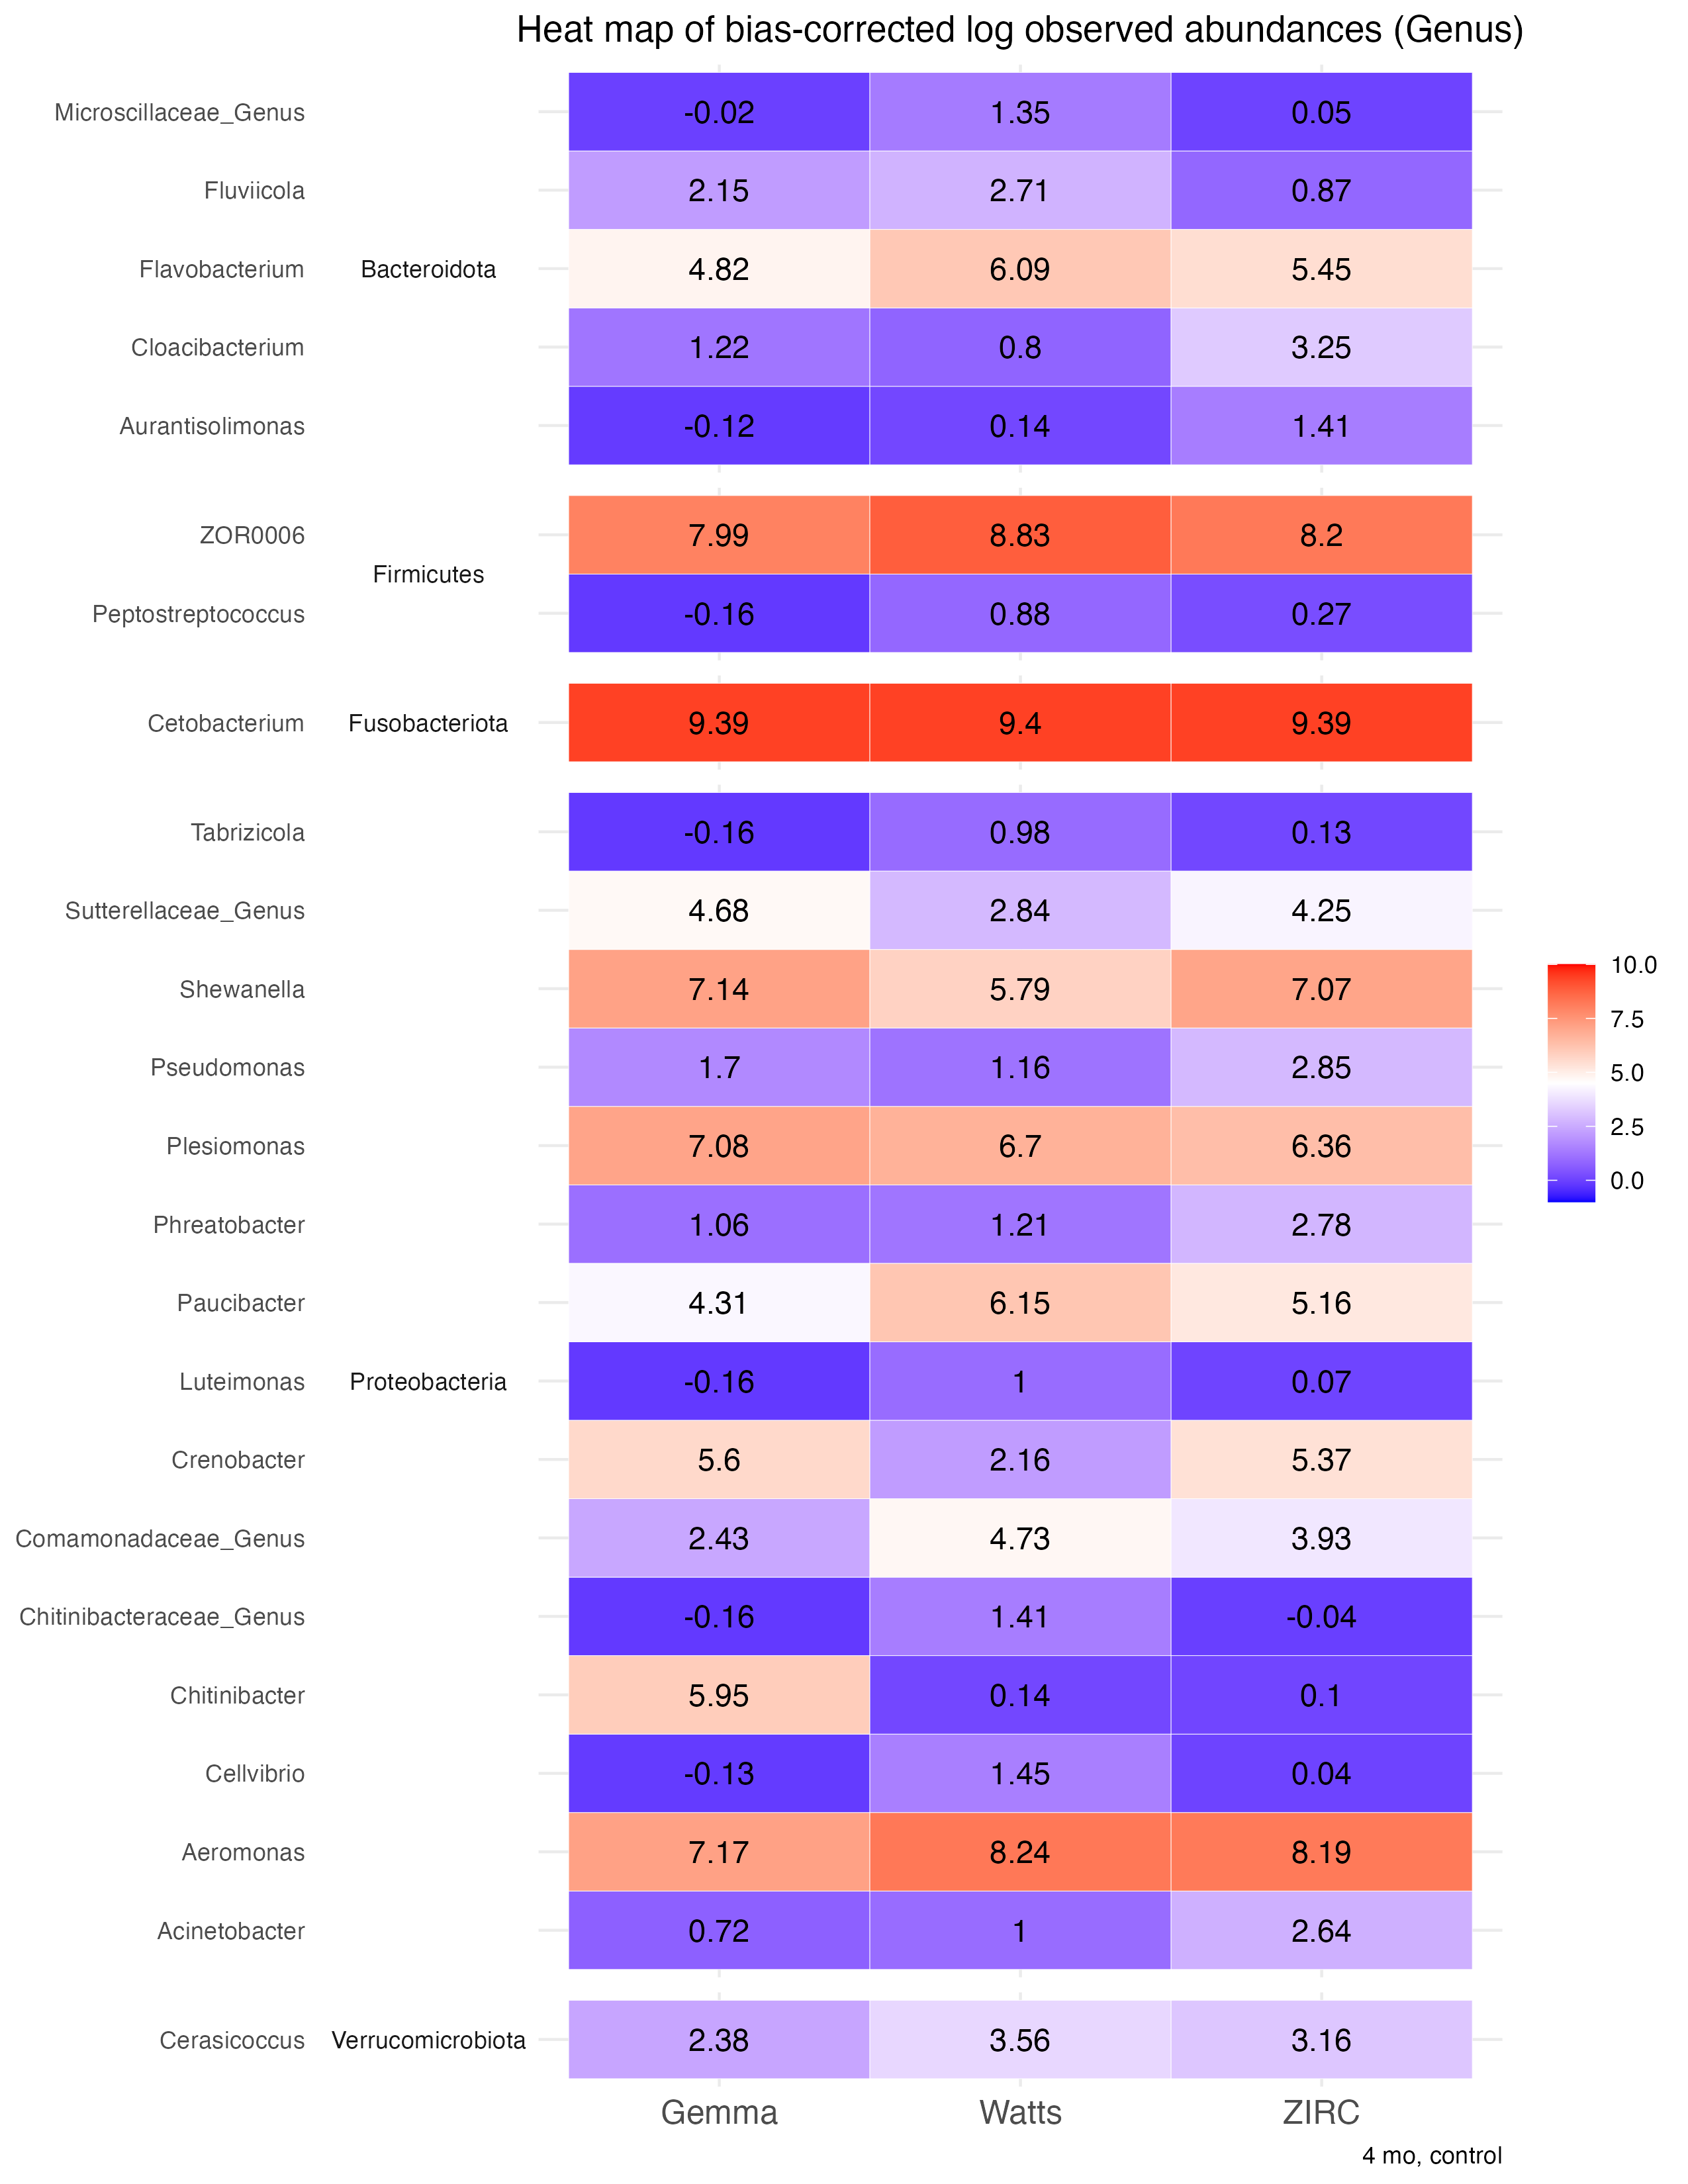 Heat map of bias-corrected log observed abundances (Genus)
Microscillaceae_Genus -0.02 1.35 0.05
Fluviicola 2.15 2.71 0.87
Flavobacterium Bacteroidota 4.82 6.09 5.45
Cloacibacterium 1.22 0.8 3.25
Aurantisolimonas -0.12 0.14 1.41
ZOR0006 7.99 8.83 8.2
Firmicutes
Peptostreptococcus -0.16 0.88 0.27
Cetobacterium Fusobacteriota 9.39 9.4 9.39
Tabrizicola -0.16 0.98 0.13
Sutterellaceae_Genus 4.68 2.84 4.25
Shewanella 7.14 5.79 7.07
Pseudomonas 1.7 1.16 2.85
Plesiomonas 7.08 6.7 6.36
Phreatobacter 1.06 1.21 2.78
Paucibacter 4.31 6.15 5.16
Luteimonas Proteobacteria -0.16 1 0.07
Crenobacter 5.6 2.16 5.37
Comamonadaceae_Genus 2.43 4.73 3.93
Chitinibacteraceae_Genus -0.16 1.41 -0.04
Chitinibacter 5.95 0.14 0.1
Cellvibrio -0.13 1.45 0.04
Aeromonas 7.17 8.24 8.19
Acinetobacter 0.72 1 2.64
Cerasicoccus Verrucomicrobiota 2.38 3.56 3.16
Gemma Watts ZIRC
4 mo, control
10.0
7.5
5.0
2.5
0.0